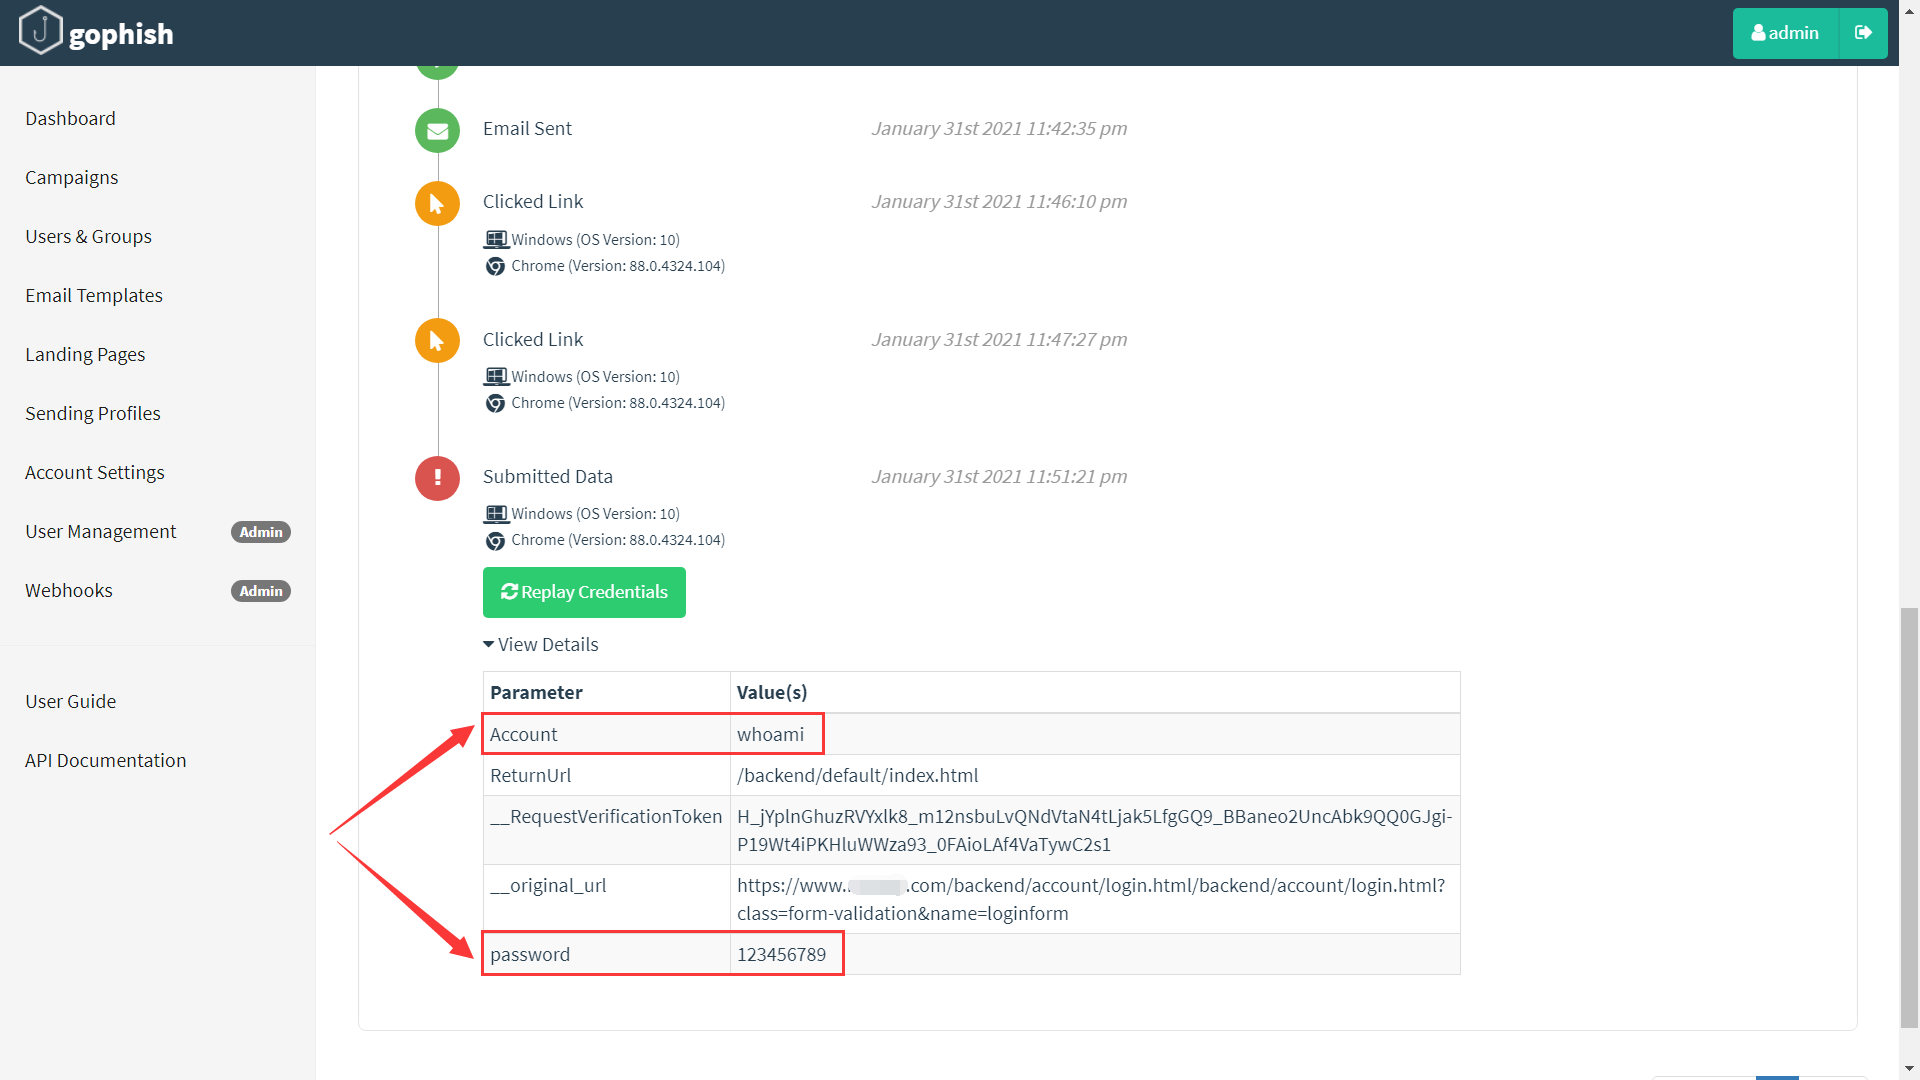 gophish
admin
Dashboard
Campaigns
Users & Groups
Email Templates
Landing Pages
Sending Profiles
Account Settings
User Management Admin
Webhooks Admin
User Guide
API Documentation
Email Sent January 31st 2021 11:42:35 pm
Clicked Link January 31st 2021 11:46:10 pm
Windows (OS Version: 10)
Chrome (Version: 88.0.4324.104)
Clicked Link January 31st 2021 11:47:27 pm
Windows (OS Version: 10)
Chrome (Version: 88.0.4324.104)
Submitted Data January 31st 2021 11:51:21 pm
Windows (OS Version: 10)
Chrome (Version: 88.0.4324.104)
Replay Credentials
View Details
Parameter Value(s)
Account whoami
ReturnUrl /backend/default/index.html
__RequestVerificationToken H_jYplnGhuzRVYxlk8_m12nsbuLvQNdVtaN4tLjak5LfgGQ9_BBaneo2UncAbk9QQ0GJgi-
P19Wt4iPKHluWWza93_0FAioLAf4VaTywC2s1
__original_url https://www. .com/backend/account/login.html/backend/account/login.html?
class=form-validation&name=loginform
password 123456789